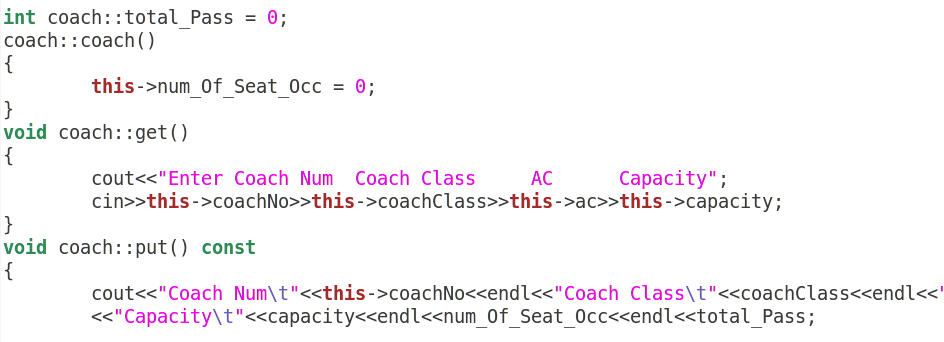 int coach::total_Pass = 0;
coach::coach()
{
        this->num_Of_Seat_Occ = 0;
}
void coach::get()
{
        cout<<"Enter Coach Num  Coach Class     AC      Capacity";
        cin>>this->coachNo>>this->coachClass>>this->ac>>this->capacity;
}
void coach::put() const
{
        cout<<"Coach Num\t"<<this->coachNo<<endl<<"Coach Class\t"<<coachClass<<endl<<"
        <<"Capacity\t"<<capacity<<endl<<num_Of_Seat_Occ<<endl<<total_Pass;